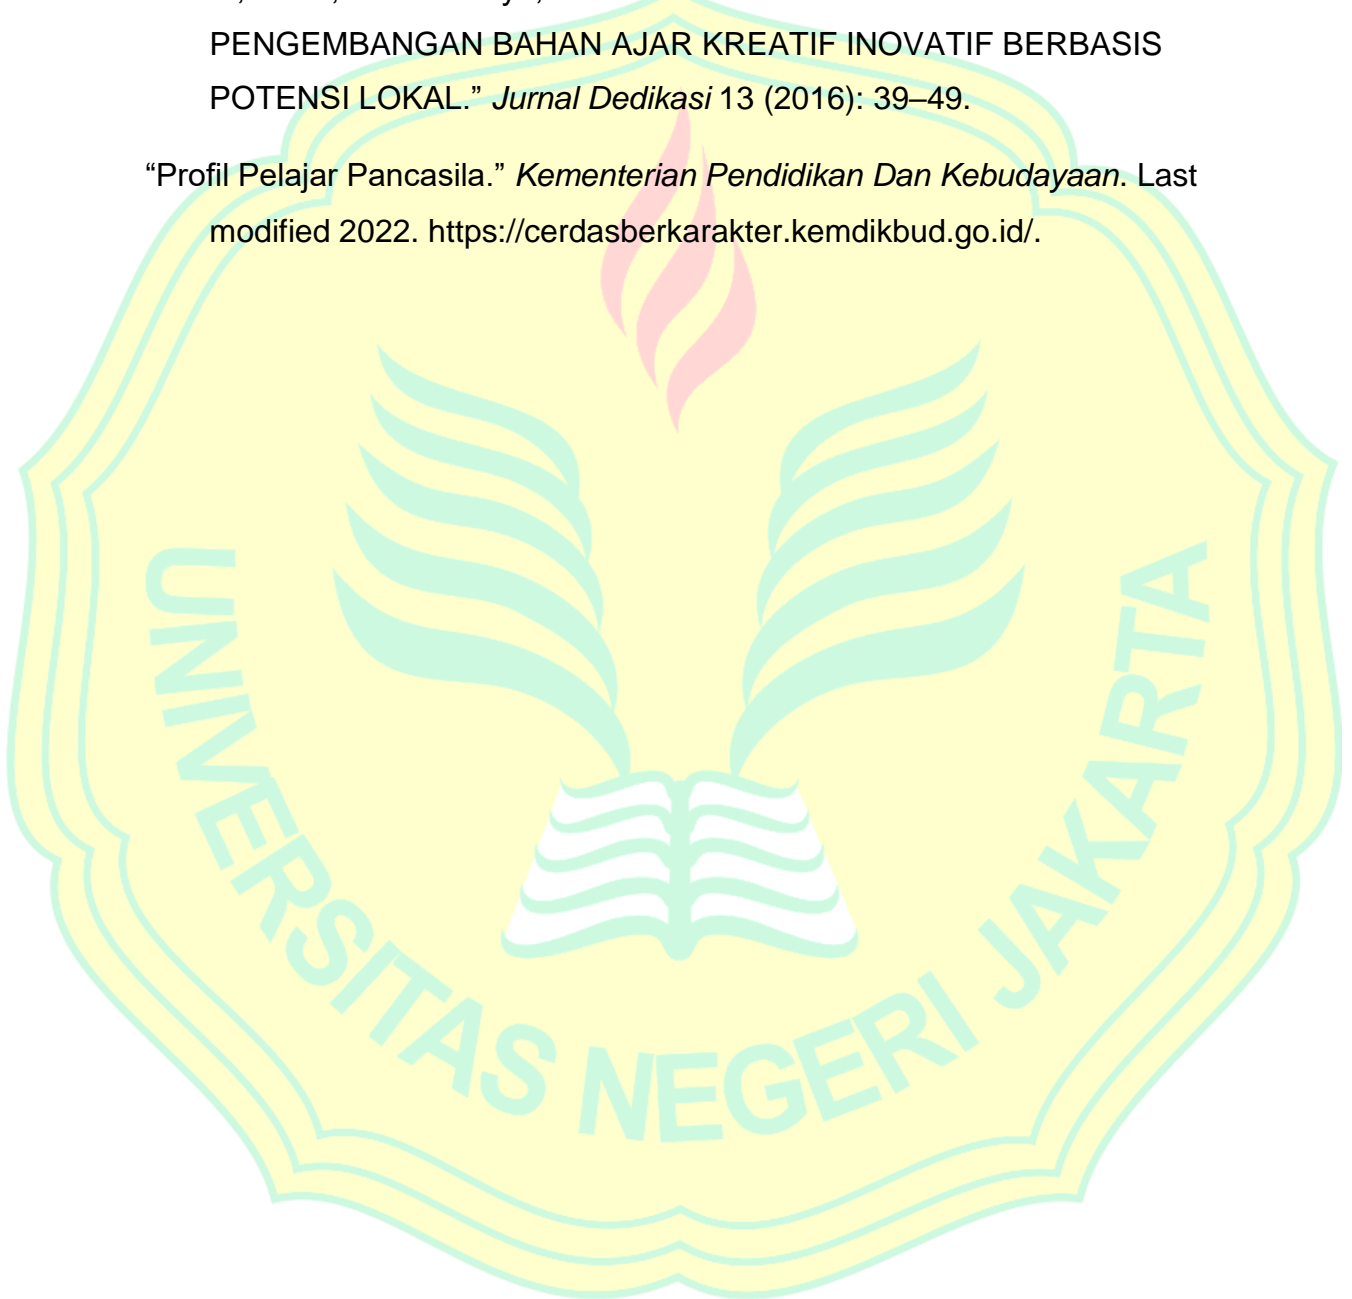 PENGEMBANGAN BAHAN AJAR KREATIF INOVATIF BERBASIS
POTENSI LOKAL.” Jurnal Dedikasi 13 (2016): 39–49.
“Profil Pelajar Pancasila.” Kementerian Pendidikan Dan Kebudayaan. Last
modified 2022. https://cerdasberkarakter.kemdikbud.go.id/.
UNIVERSITAS NEGERI JAKARTA